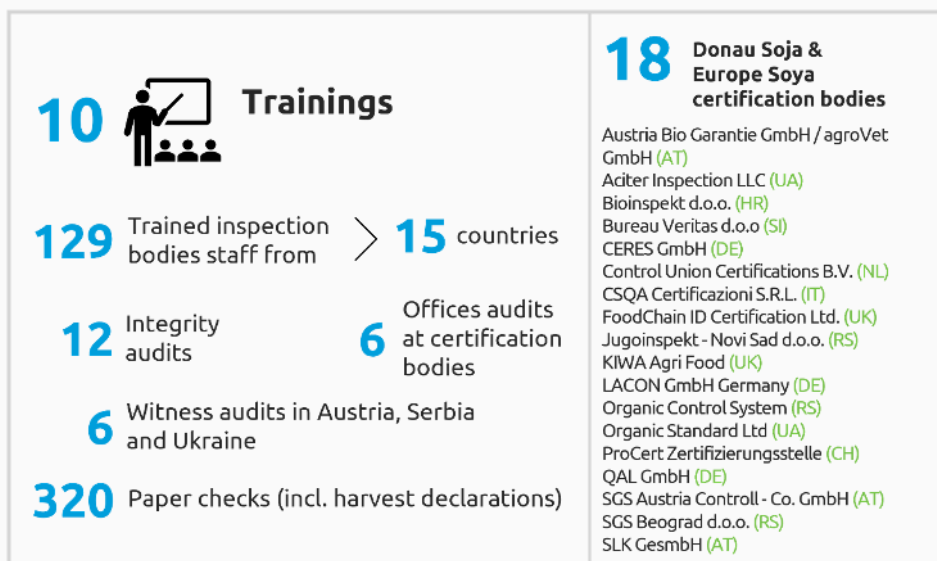 10 Trainings
129 Trained inspection
bodies staff from
15 countries
12 Integrity
audits
6 Offices audits
at certification
bodies
6 Witness audits in Austria, Serbia
and Ukraine
320 Paper checks (incl. harvest declarations)
18 Donau Soja &
Europe Soya
certification bodies
Austria Bio Garantie GmbH / agroVet
GmbH (AT)
Aciter Inspection LLC (UA)
Bioinspekt d.o.o. (HR)
Bureau Veritas d.o.o (SI)
CERES GmbH (DE)
Control Union Certifications B.V. (NL)
CSQA Certificazioni S.R.L. (IT)
FoodChain ID Certification Ltd. (UK)
Jugoinspekt - Novi Sad d.o.o. (RS)
KIWA Agri Food (UK)
LACON GmbH Germany (DE)
Organic Control System (RS)
Organic Standard Ltd (UA)
ProCert Zertifizierungsstelle (CH)
QAL GmbH (DE)
SGS Austria Controll - Co. GmbH (AT)
SGS Beograd d.o.o. (RS)
SLK GesmbH (AT)